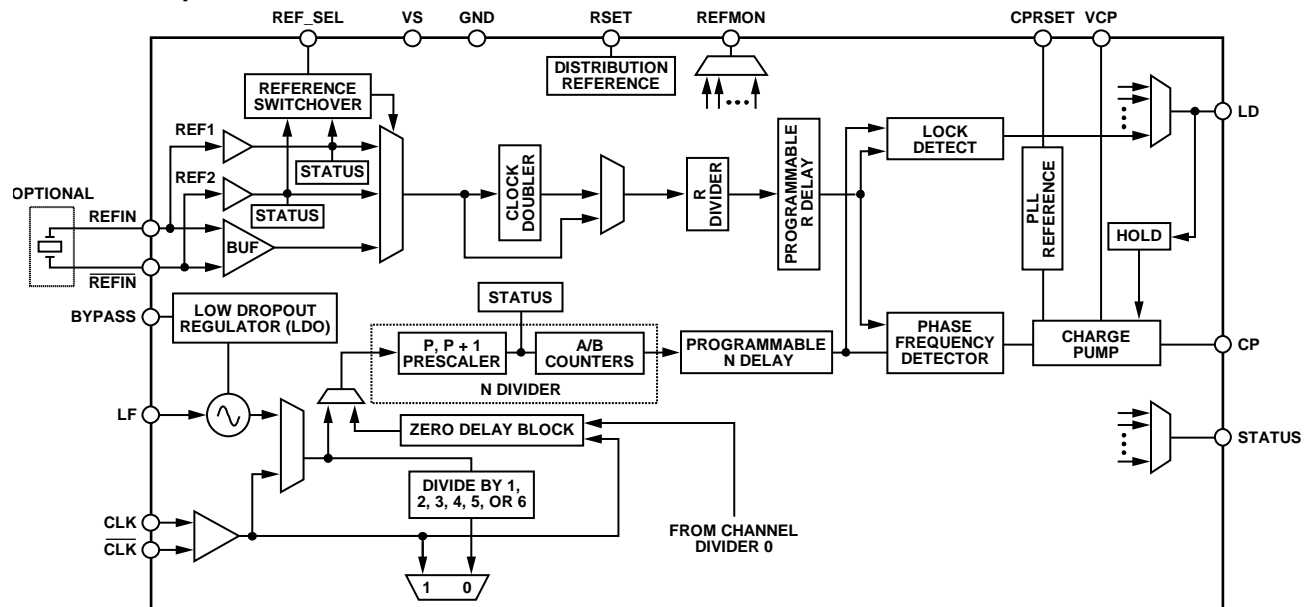 REF_SEL VS GND RSET REFMON CPRSET VCP
DISTRIBUTION
REFERENCE
REFERENCE
SWITCHOVER
REF1
STATUS
REF2
STATUS
BUF
OPTIONAL
REFIN
REFIN
CLOCK
DOUBLER
R
DIVIDER
PROGRAMMABLE
R DELAY
LOCK
DETECT
LD
PLL
REFERENCE
HOLD
BYPASS
LOW DROPOUT
REGULATOR (LDO)
STATUS
P, P + 1
PRESCALER
A/B
COUNTERS
N DIVIDER
PROGRAMMABLE
N DELAY
PHASE
FREQUENCY
DETECTOR
CHARGE
PUMP
CP
LF
ZERO DELAY BLOCK
STATUS
DIVIDE BY 1,
2, 3, 4, 5, OR 6
CLK
CLK
FROM CHANNEL
DIVIDER 0
1 0